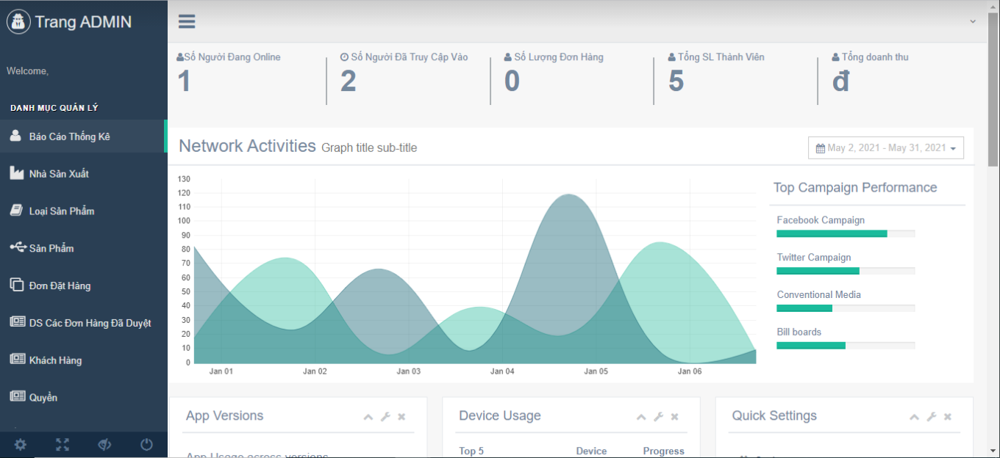 Trang ADMIN
Welcome,
DANH MỤC QUẢN LÝ
Báo Cáo Thống Kê
Nhà Sản Xuất
Loại Sản Phẩm
Sản Phẩm
Đơn Đặt Hàng
DS Các Đơn Hàng Đã Duyệt
Khách Hàng
Quyền
Số Người Đang Online
1
Số Người Đã Truy Cập Vào
2
Số Lượng Đơn Hàng
0
Tổng SL Thành Viên
5
Tổng doanh thu
đ
Network Activities Graph title sub-title
May 2, 2021 - May 31, 2021
130
120
110
100
90
80
70
60
50
40
30
20
10
0
Jan 01 Jan 02 Jan 03 Jan 04 Jan 05 Jan 06
Top Campaign Performance
Facebook Campaign
Twitter Campaign
Conventional Media
Bill boards
App Versions
App Usage across versions
Device Usage
Top 5 Device Progress
Quick Settings